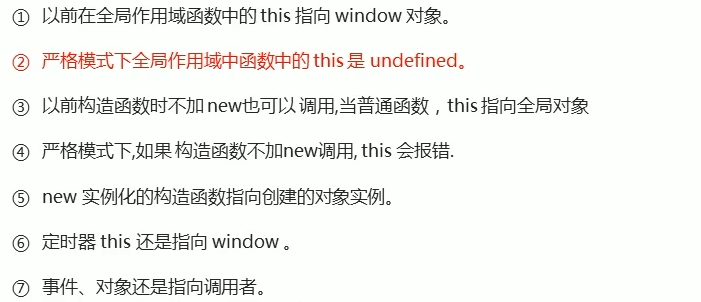 ① 以前在全局作用域函数中的 this 指向 window 对象。
② 严格模式下全局作用域中函数中的 this 是 undefined。
③ 以前构造函数时不加 new也可以 调用,当普通函数，this 指向全局对象
④ 严格模式下,如果 构造函数不加new调用, this 会报错.
⑤ new 实例化的构造函数指向创建的对象实例。
⑥ 定时器 this 还是指向 window 。
⑦ 事件、对象还是指向调用者。